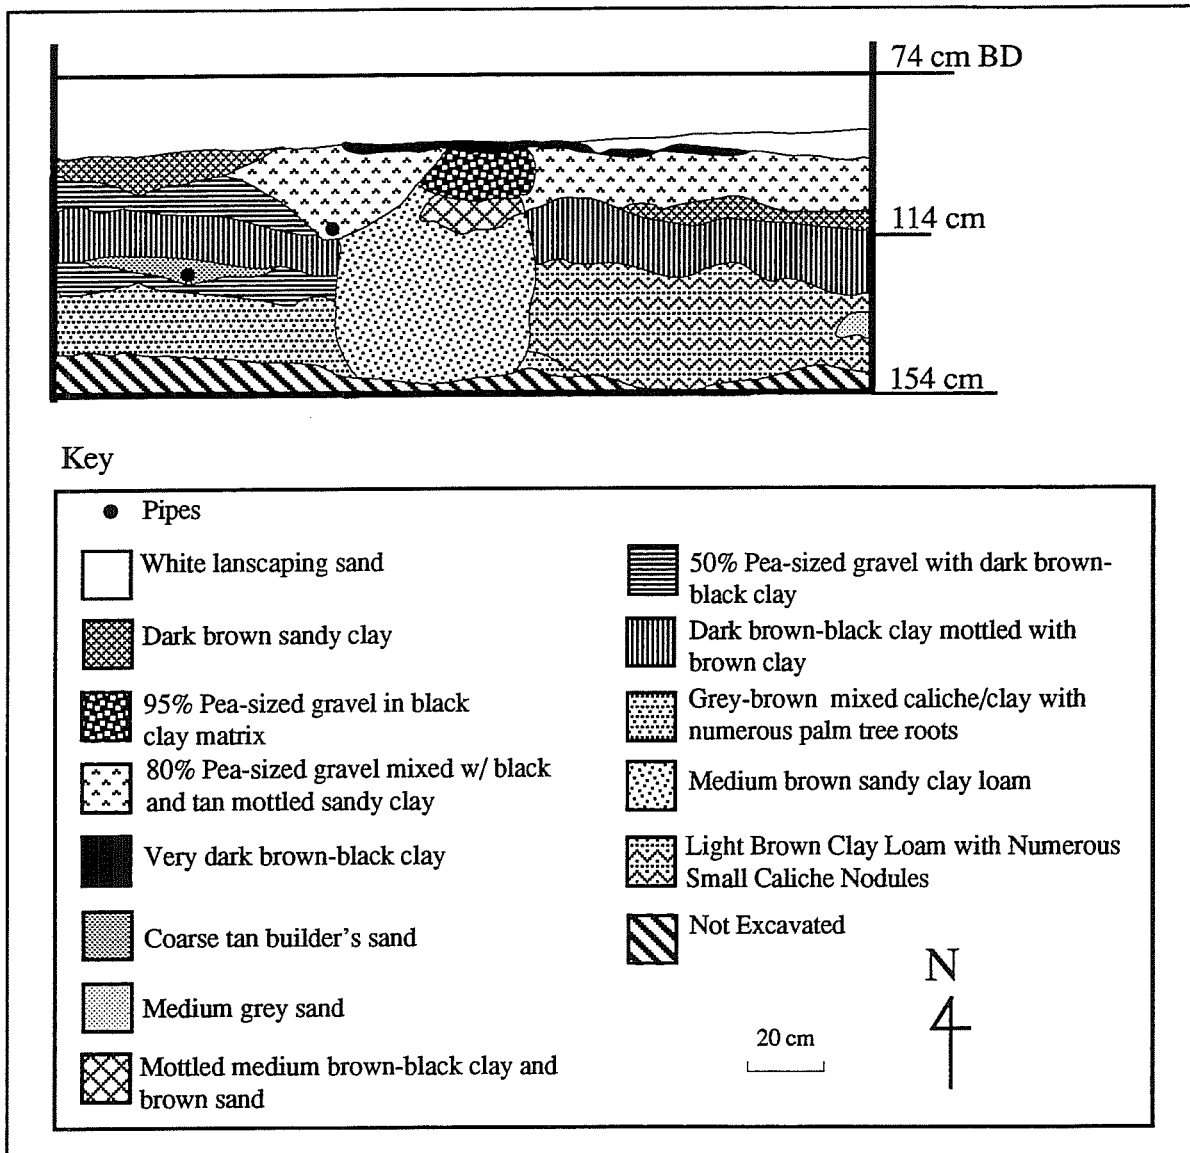 74 cm BD
114 cm
154 cm
Key
Pipes
White lanscaping sand
Dark brown sandy clay
95% Pea-sized gravel in black
clay matrix
80% Pea-sized gravel mixed w/ black
and tan mottled sandy clay
Very dark brown-black clay
Coarse tan builder's sand
Medium grey sand
Mottled medium brown-black clay and
brown sand
50% Pea-sized gravel with dark brown-
black clay
Dark brown-black clay mottled with
brown clay
Grey-brown mixed caliche/clay with
numerous palm tree roots
Medium brown sandy clay loam
Light Brown Clay Loam with Numerous
Small Caliche Nodules
Not Excavated
N
20 cm